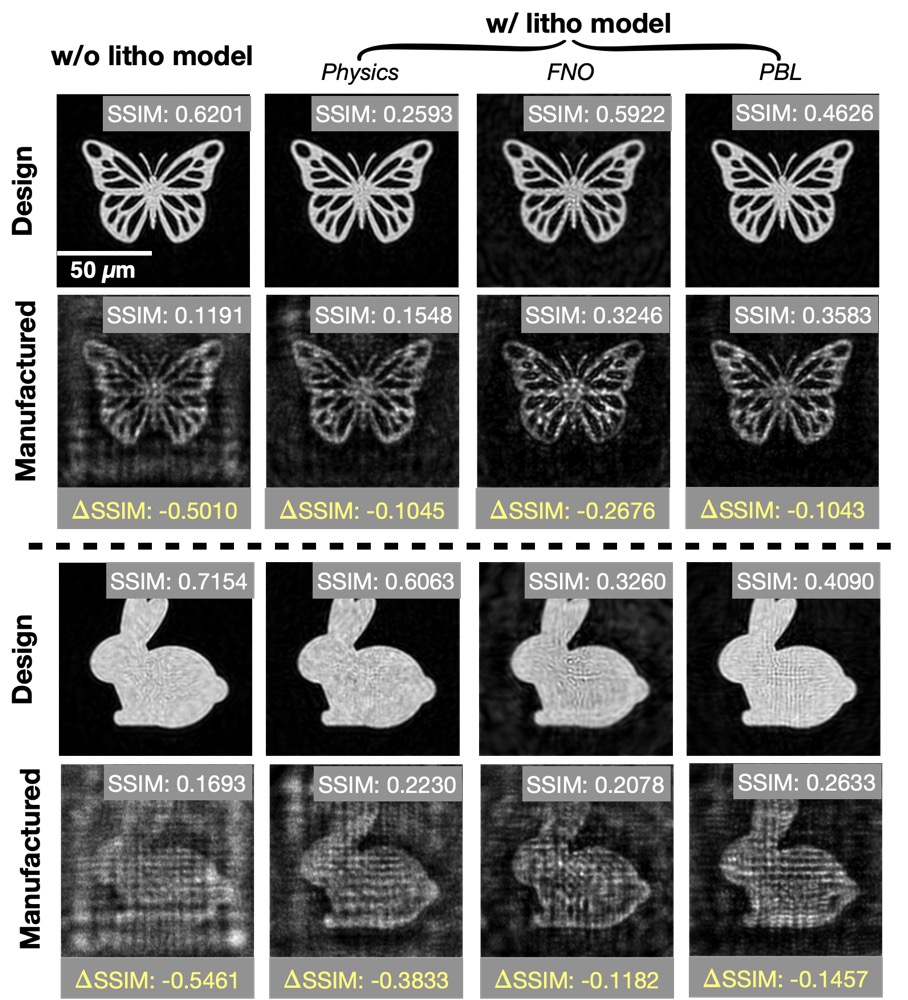 w/ litho model
w/o litho model
Physics FNO PBL
Design
SSIM: 0.6201 SSIM: 0.2593 SSIM: 0.5922 SSIM: 0.4626
50 µm
Manufactured
SSIM: 0.1191 SSIM: 0.1548 SSIM: 0.3246 SSIM: 0.3583
ΔSSIM: -0.5010 ΔSSIM: -0.1045 ΔSSIM: -0.2676 ΔSSIM: -0.1043
Design
SSIM: 0.7154 SSIM: 0.6063 SSIM: 0.3260 SSIM: 0.4090
Manufactured
SSIM: 0.1693 SSIM: 0.2230 SSIM: 0.2078 SSIM: 0.2633
ΔSSIM: -0.5461 ΔSSIM: -0.3833 ΔSSIM: -0.1182 ΔSSIM: -0.1457